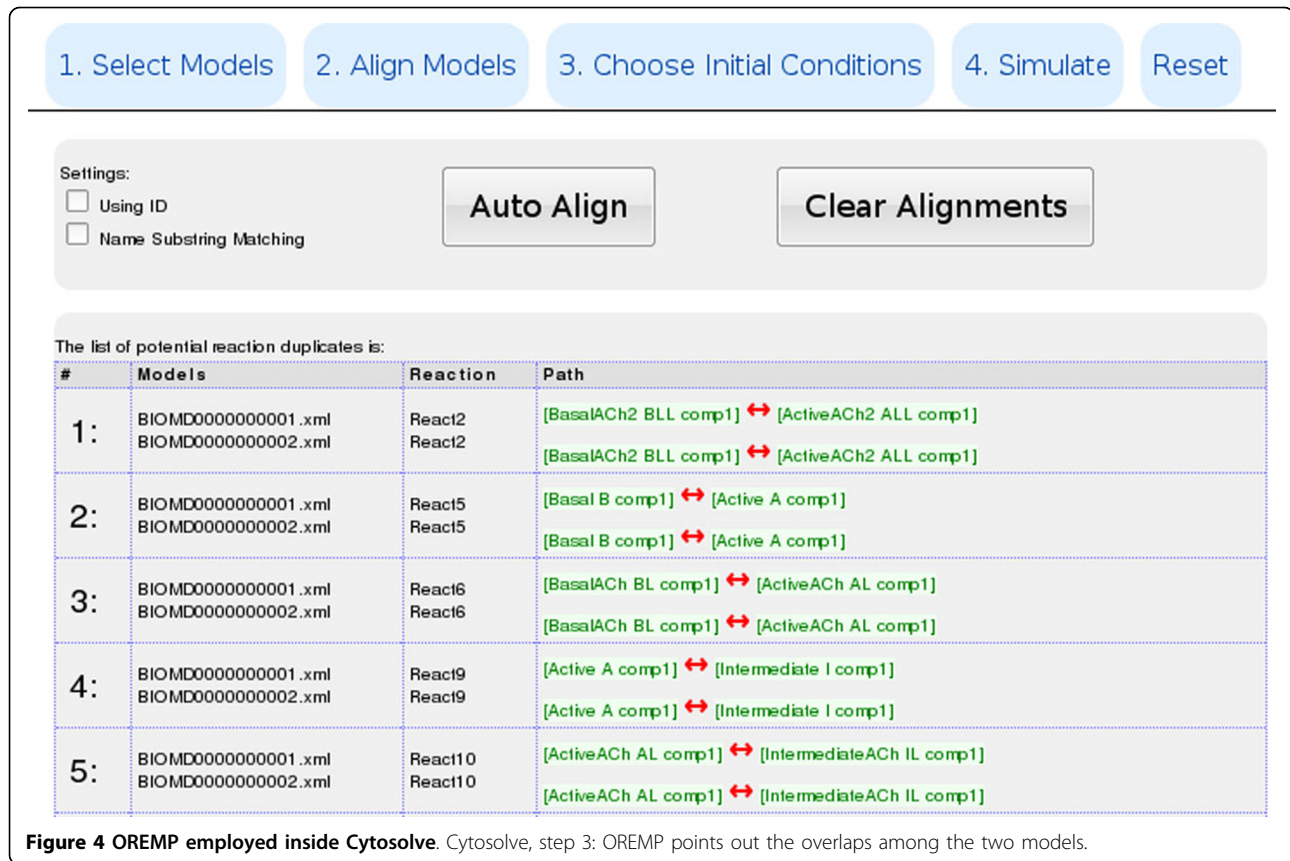 1. Select Models 2. Align Models 3. Choose Initial Conditions 4. Simulate Reset
Settings:
Using ID
Name Substring Matching
Auto Align
Clear Alignments
The list of potential reaction duplicates is:
# Models Reaction Path
1: BIOMD0000000001.xml React2 [BasalACh2 BLL comp1] ↔ [ActiveACh2 ALL comp1]
BIOMD0000000002.xml React2 [BasalACh2 BLL comp1] ↔ [ActiveACh2 ALL comp1]
2: BIOMD0000000001.xml React5 [Basal B comp1] ↔ [Active A comp1]
BIOMD0000000002.xml React5 [Basal B comp1] ↔ [Active A comp1]
3: BIOMD0000000001.xml React6 [BasalACh BL comp1] ↔ [ActiveACh AL comp1]
BIOMD0000000002.xml React6 [BasalACh BL comp1] ↔ [ActiveACh AL comp1]
4: BIOMD0000000001.xml React9 [Active A comp1] ↔ [Intermediate I comp1]
BIOMD0000000002.xml React9 [Active A comp1] ↔ [Intermediate I comp1]
5: BIOMD0000000001.xml React10 [ActiveACh AL comp1] ↔ [IntermediateACh IL comp1]
BIOMD0000000002.xml React10 [ActiveACh AL comp1] ↔ [IntermediateACh IL comp1]
Figure 4 OREMP employed inside Cytosolve. Cytosolve, step 3: OREMP points out the overlaps among the two models.